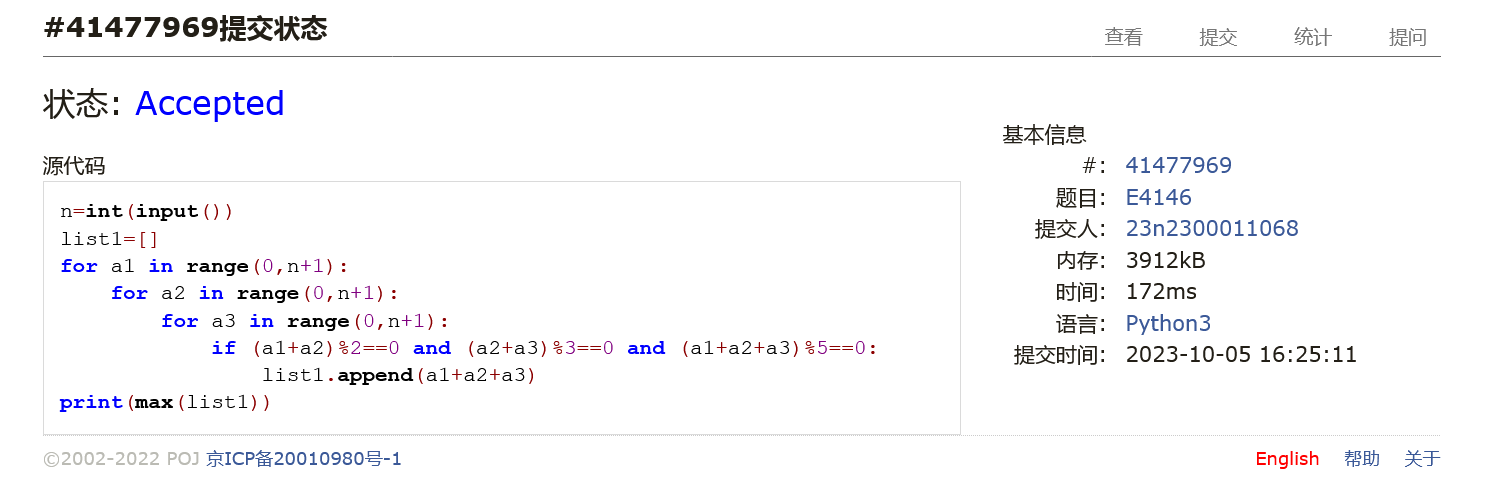 #41477969提交状态
查看 提交 统计 提问
状态: Accepted
源代码
n=int(input())
list1=[]
for a1 in range(0,n+1):
    for a2 in range(0,n+1):
        for a3 in range(0,n+1):
            if (a1+a2)%2==0 and (a2+a3)%3==0 and (a1+a2+a3)%5==0:
                list1.append(a1+a2+a3)
print(max(list1))
基本信息
#: 41477969
题目: E4146
提交人: 23n2300011068
内存: 3912kB
时间: 172ms
语言: Python3
提交时间: 2023-10-05 16:25:11
©2002-2022 POJ 京ICP备20010980号-1
English 帮助 关于